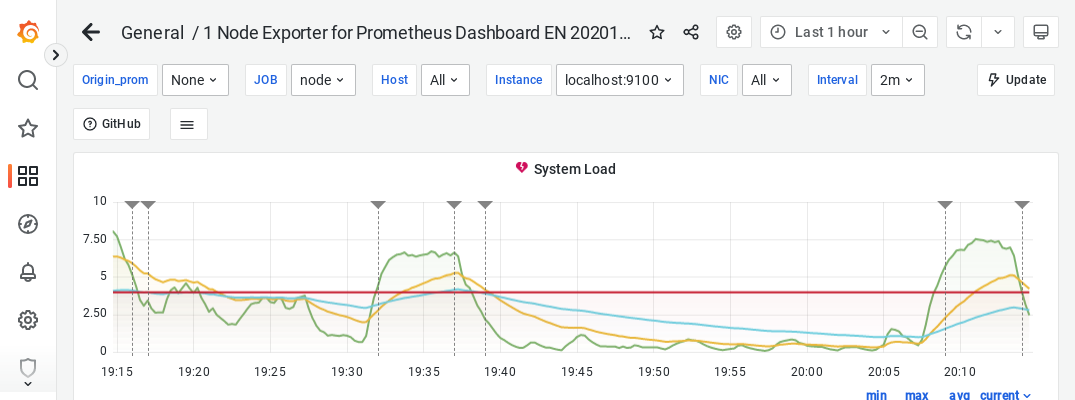 General / 1 Node Exporter for Prometheus Dashboard EN 20201...
Last 1 hour
Origin_prom None JOB node Host All Instance localhost:9100 NIC All Interval 2m Update
GitHub
System Load
10
7.50
5
2.50
0
19:15 19:20 19:25 19:30 19:35 19:40 19:45 19:50 19:55 20:00 20:05 20:10
min max avg current